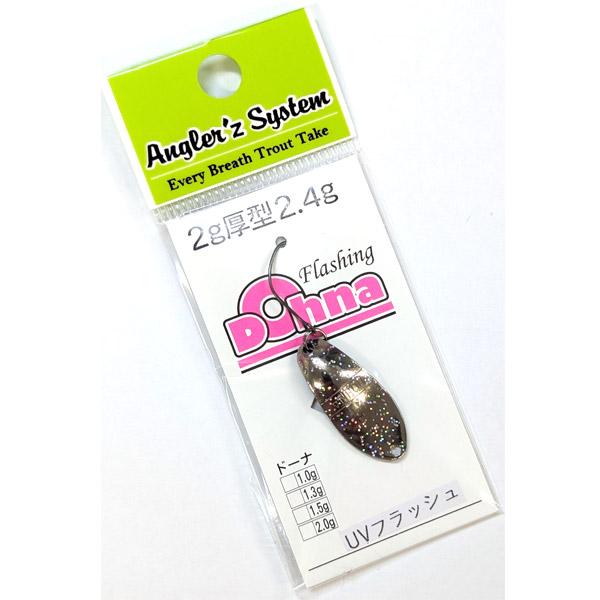 Angler'z System
Every Breath Trout Take
2g厚型2.4g
Flashing
Dohna
ドーナ
1.0g
1.3g
1.5g
2.0g
UVフラッシュ